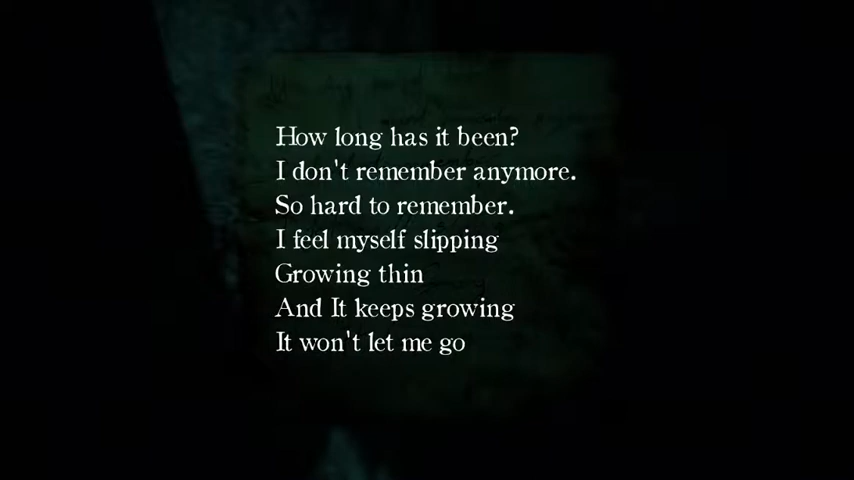 How long has it been?
I don't remember anymore.
So hard to remember.
I feel myself slipping
Growing thin
And It keeps growing
It won't let me go